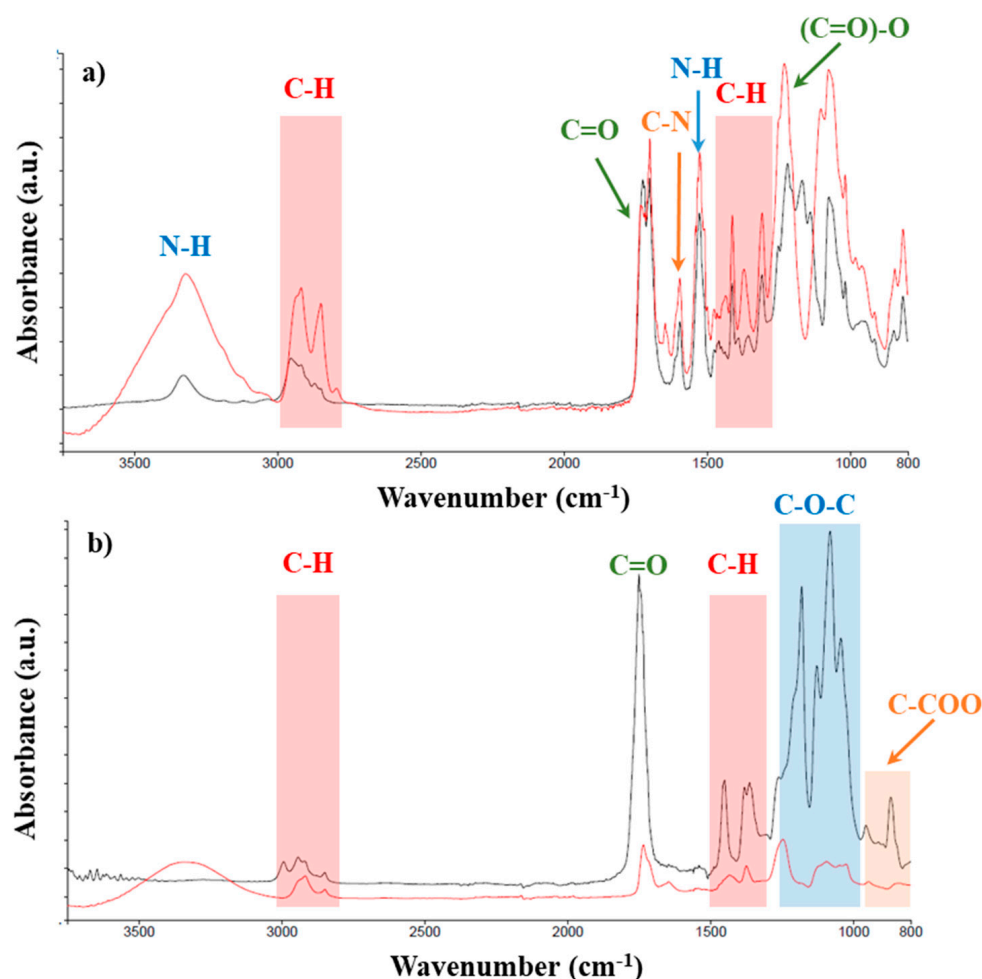 (C=O)-O
a)
N-H
C-H
C-H
C=O
C-N
N-H
Absorbance (a.u.)
3500
3000
2500
2000
1500
1000
800
Wavenumber (cm-1)
C-O-C
b)
C-H
C=O
C-H
C-COO
Absorbance (a.u.)
3500
3000
2500
2000
1500
1000
800
Wavenumber (cm-1)